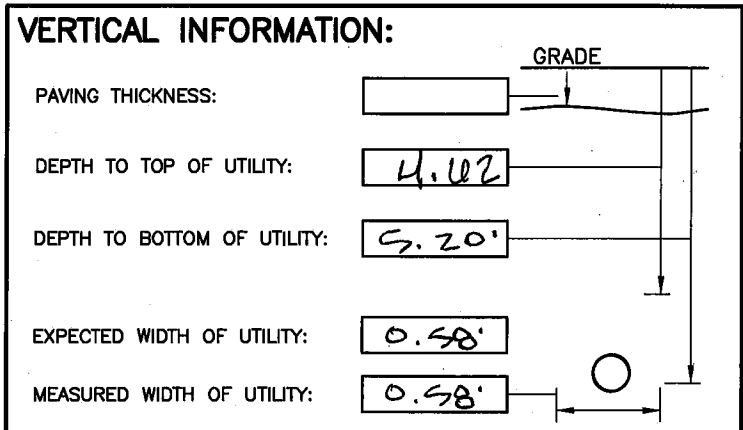 VERTICAL INFORMATION:
GRADE
PAVING THICKNESS:
DEPTH TO TOP OF UTILITY: 4.62
DEPTH TO BOTTOM OF UTILITY: 5.20'
EXPECTED WIDTH OF UTILITY: 0.58'
MEASURED WIDTH OF UTILITY: 0.58'